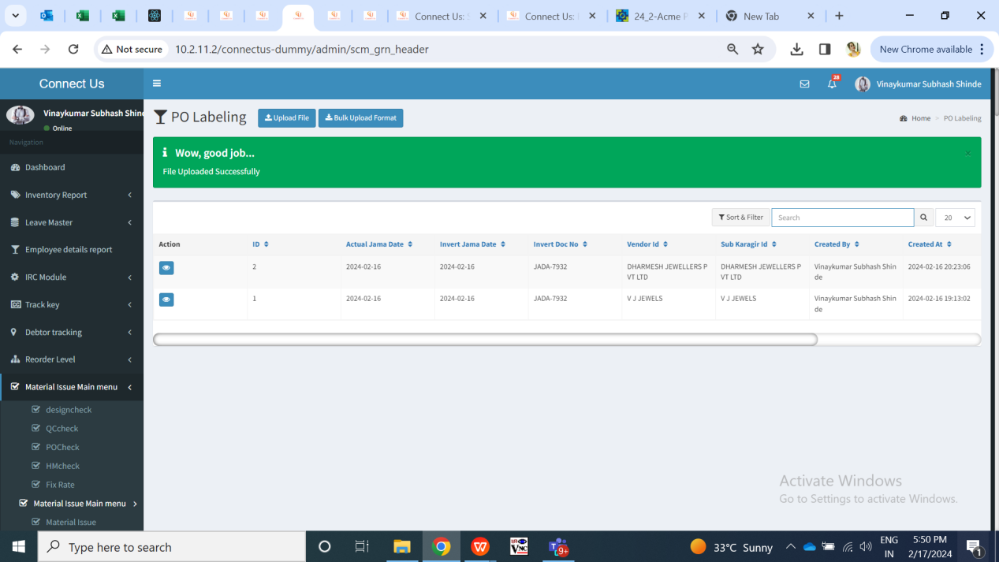 Connect Us: S
Connect Us:
24_2-Acme P
New Tab
Not secure
10.2.11.2/connectus-dummy/admin/scm_grn_header
New Chrome available
Connect Us
28
Vinaykumar Subhash Shinde
Vinaykumar Subhash Shind
Online
Navigation
Dashboard
Inventory Report
Leave Master
Employee details report
IRC Module
Track key
Debtor tracking
Reorder Level
Material Issue Main menu
designcheck
QCcheck
POCheck
HMcheck
Fix Rate
Material Issue Main menu
Material Issue
PO Labeling
Upload File
Bulk Upload Format
Home > PO Labeling
Wow, good job...
×
File Uploaded Successfully
Sort & Filter
Search
20
Action ID Actual Jama Date Invert Jama Date Invert Doc No Vendor Id Sub Karagir Id Created By Created At
2 2024-02-16 2024-02-16 JADA-7932 DHARMESH JEWELLERS P DHARMESH JEWELLERS P Vinaykumar Subhash Shin 2024-02-16 20:23:06
VT LTD VT LTD de
1 2024-02-16 2024-02-16 JADA-7932 V J JEWELS V J JEWELS Vinaykumar Subhash Shin 2024-02-16 19:13:02
de
Activate Windows
Go to Settings to activate Windows.
Type here to search
9+
33°C Sunny
ENG
IN
5:50 PM
2/17/2024
1